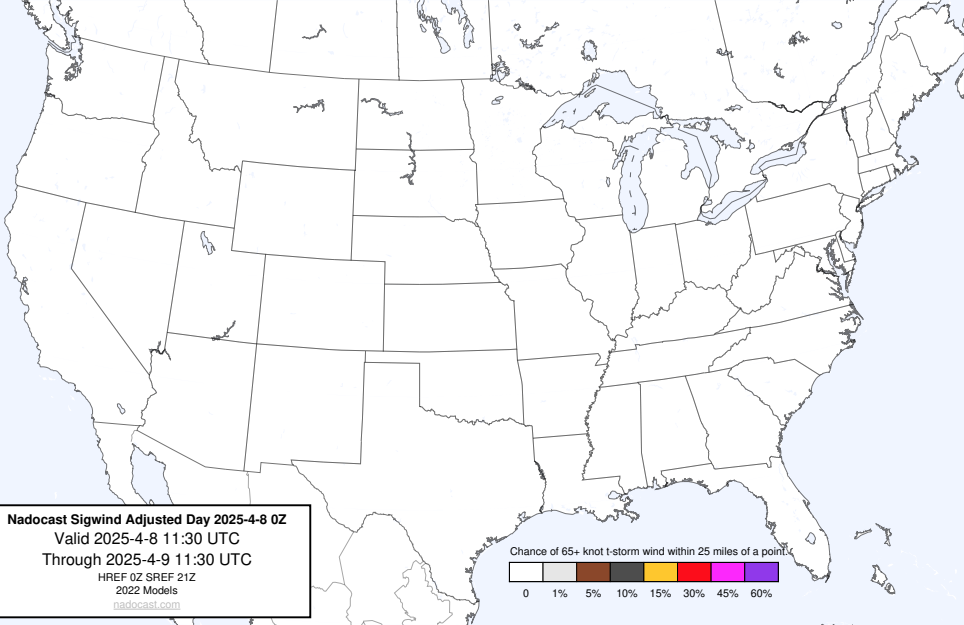 Nadocast Sigwind Adjusted Day 2025-4-8 0Z
Valid 2025-4-8 11:30 UTC
Through 2025-4-9 11:30 UTC
HREF 0Z SREF 21Z
2022 Models
nadocast.com
Chance of 65+ knot t-storm wind within 25 miles of a point.
0 1% 5% 10% 15% 30% 45% 60%